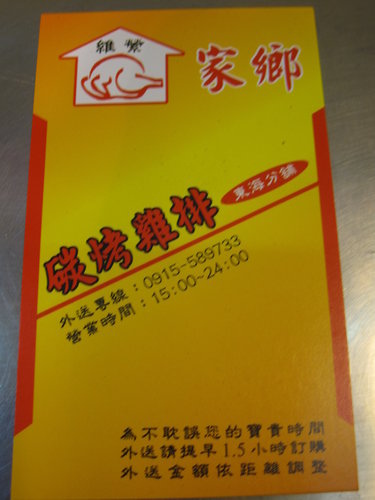 維縈
家鄉
碳烤雞排
東海分舖
外送專線：0915-589733
營業時間：15:00~24:00
為不耽誤您的寶貴時間
外送請提早1.5小時訂購
外送金額依距離調整